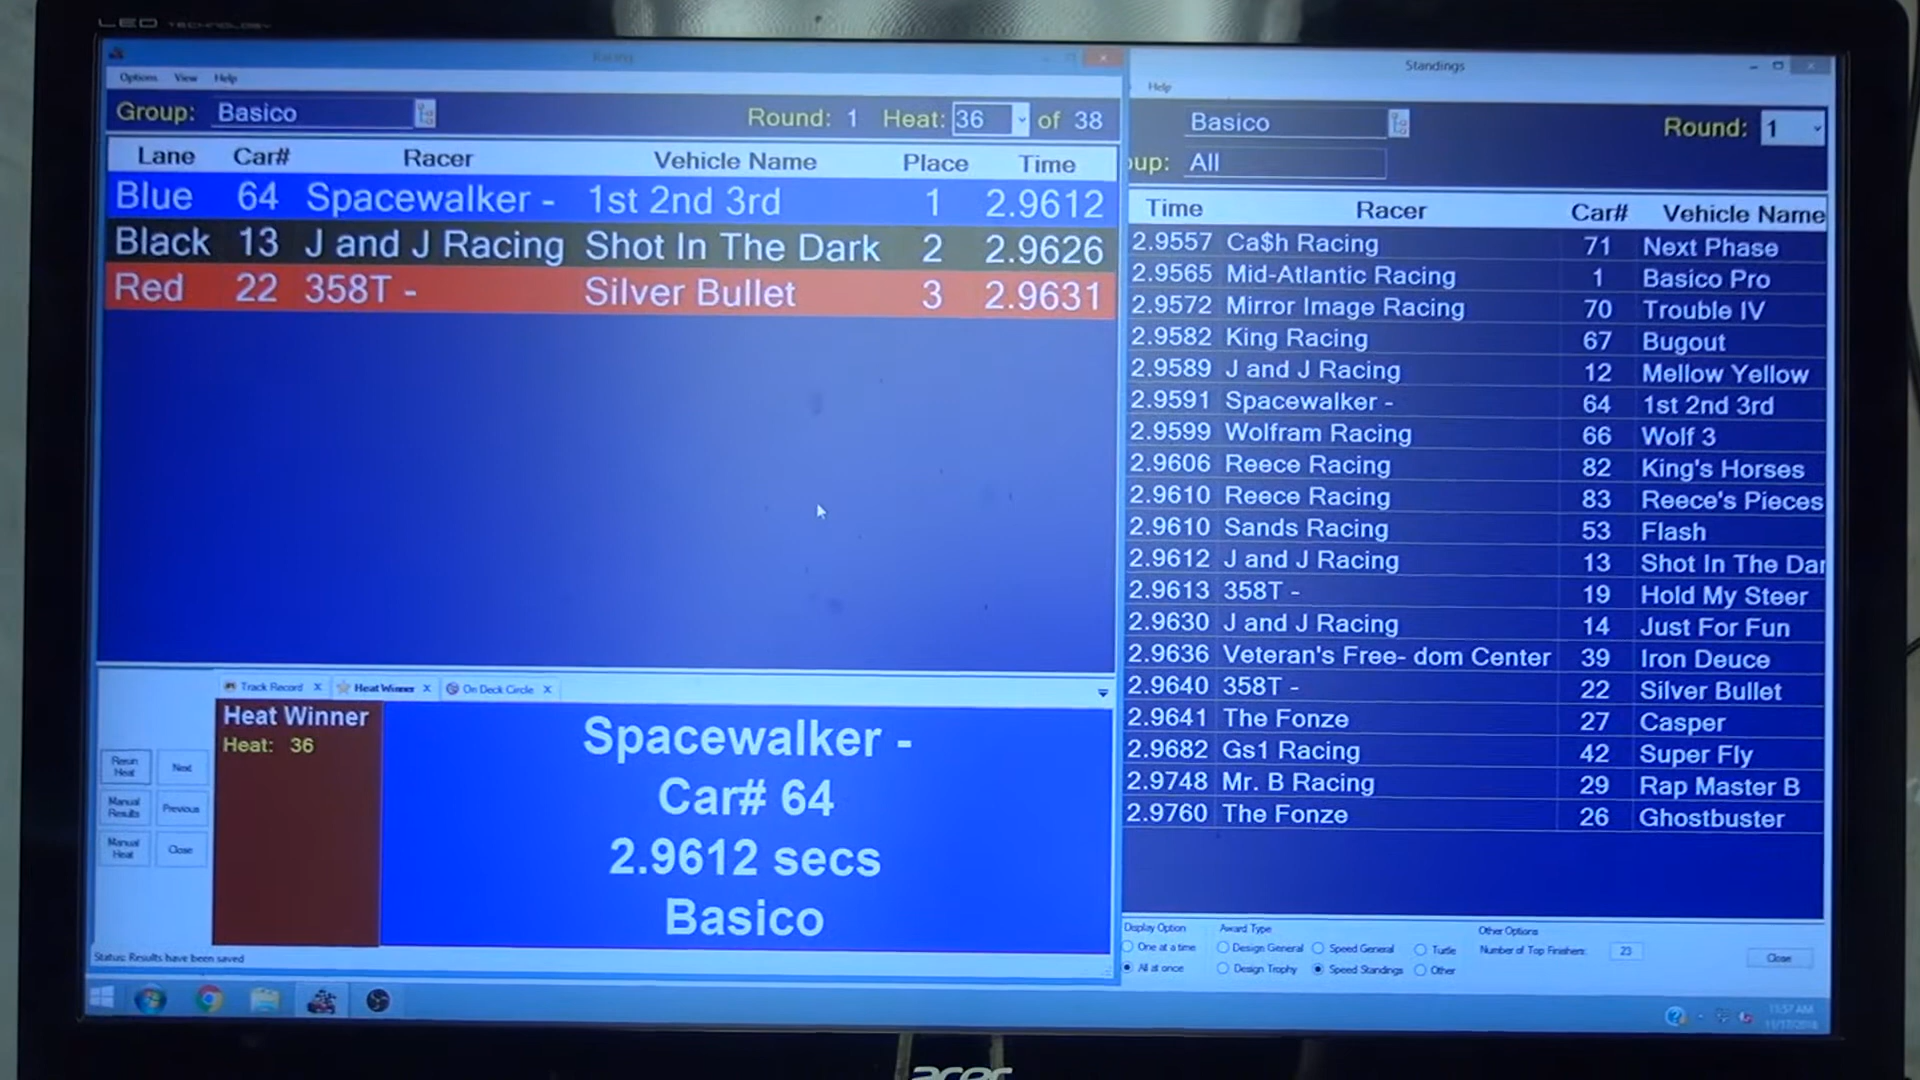 LED TECHNOLOGY
Racing
Options View Help
Group: Basico Round: 1 Heat: 36 of 38
Lane Car# Racer Vehicle Name Place Time
Blue 64 Spacewalker - 1st 2nd 3rd 1 2.9612
Black 13 J and J Racing Shot In The Dark 2 2.9626
Red 22 358T - Silver Bullet 3 2.9631
Track Record x Heat Winner x On Deck Circle x
Heat Winner
Heat: 36
Rerun Heat Next
Manual Results Previous
Manual Heat Close
Spacewalker -
Car# 64
2.9612 secs
Basico
Status: Results have been saved
Standings
Help
Basico Round: 1
oup: All
Time Racer Car# Vehicle Name
2.9557 Ca$h Racing 71 Next Phase
2.9565 Mid-Atlantic Racing 1 Basico Pro
2.9572 Mirror Image Racing 70 Trouble IV
2.9582 King Racing 67 Bugout
2.9589 J and J Racing 12 Mellow Yellow
2.9591 Spacewalker - 64 1st 2nd 3rd
2.9599 Wolfram Racing 66 Wolf 3
2.9606 Reece Racing 82 King's Horses
2.9610 Reece Racing 83 Reece's Pieces
2.9610 Sands Racing 53 Flash
2.9612 J and J Racing 13 Shot In The Dar
2.9613 358T - 19 Hold My Steer
2.9630 J and J Racing 14 Just For Fun
2.9636 Veteran's Free- dom Center 39 Iron Deuce
2.9640 358T - 22 Silver Bullet
2.9641 The Fonze 27 Casper
2.9682 Gs1 Racing 42 Super Fly
2.9748 Mr. B Racing 29 Rap Master B
2.9760 The Fonze 26 Ghostbuster
Display Option Award Type Other Options
One at a time Design General Speed General Turtle Number of Top Finishers: 23
All at once Design Trophy Speed Standings Other Close
11:57 AM
11/17/2018
acer